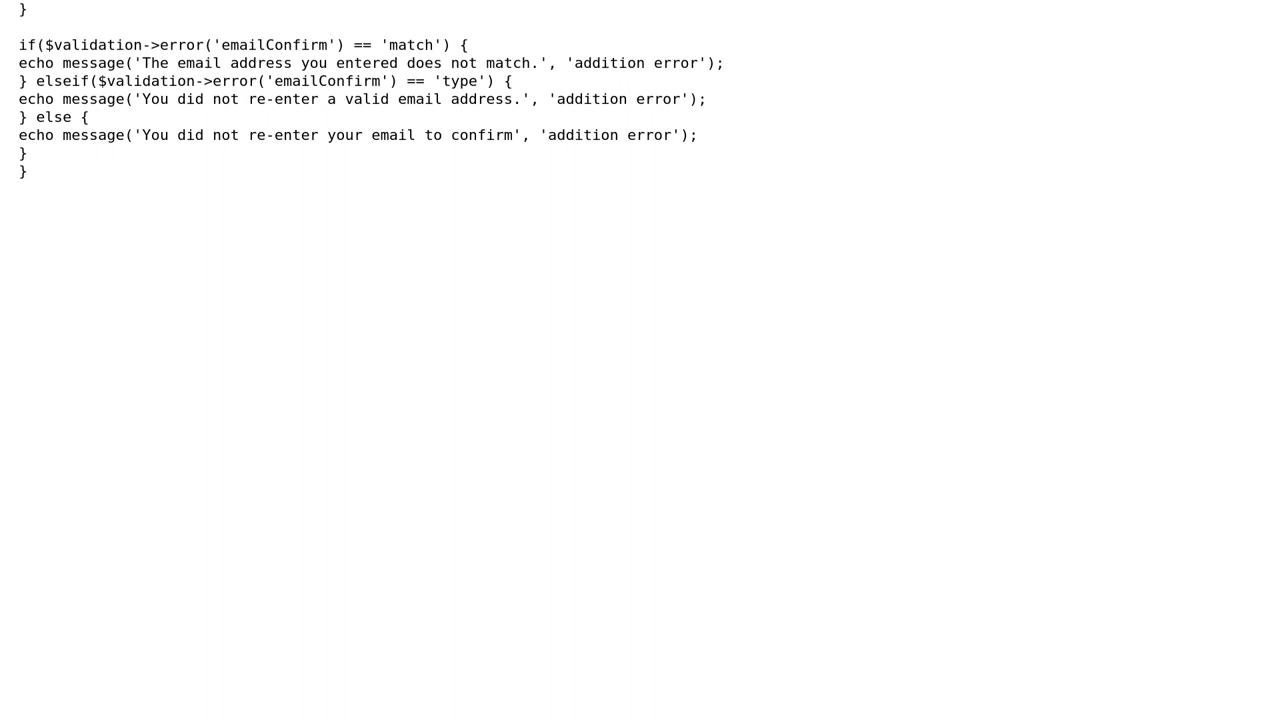 }

if($validation->error('emailConfirm') == 'match') {
echo message('The email address you entered does not match.', 'addition error');
} elseif($validation->error('emailConfirm') == 'type') {
echo message('You did not re-enter a valid email address.', 'addition error');
} else {
echo message('You did not re-enter your email to confirm', 'addition error');
}
}